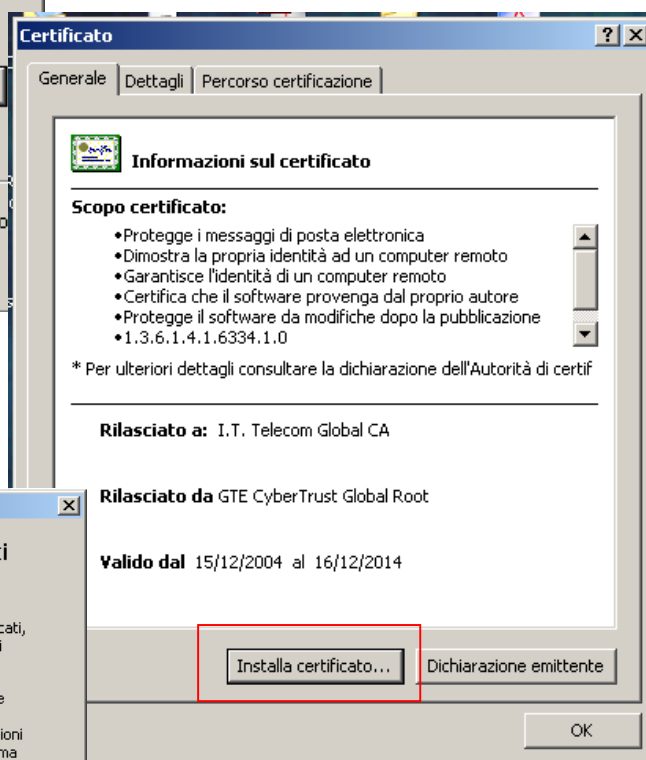 Certificato
Generale Dettagli Percorso certificazione
Informazioni sul certificato
Scopo certificato:
•Protegge i messaggi di posta elettronica
•Dimostra la propria identità ad un computer remoto
•Garantisce l'identità di un computer remoto
•Certifica che il software provenga dal proprio autore
•Protegge il software da modifiche dopo la pubblicazione
•1.3.6.1.4.1.6334.1.0
* Per ulteriori dettagli consultare la dichiarazione dell'Autorità di certif
Rilasciato a: I.T. Telecom Global CA
Rilasciato da GTE CyberTrust Global Root
Valido dal 15/12/2004 al 16/12/2014
Installa certificato... Dichiarazione emittente
OK
cati,
e
ioni
ma